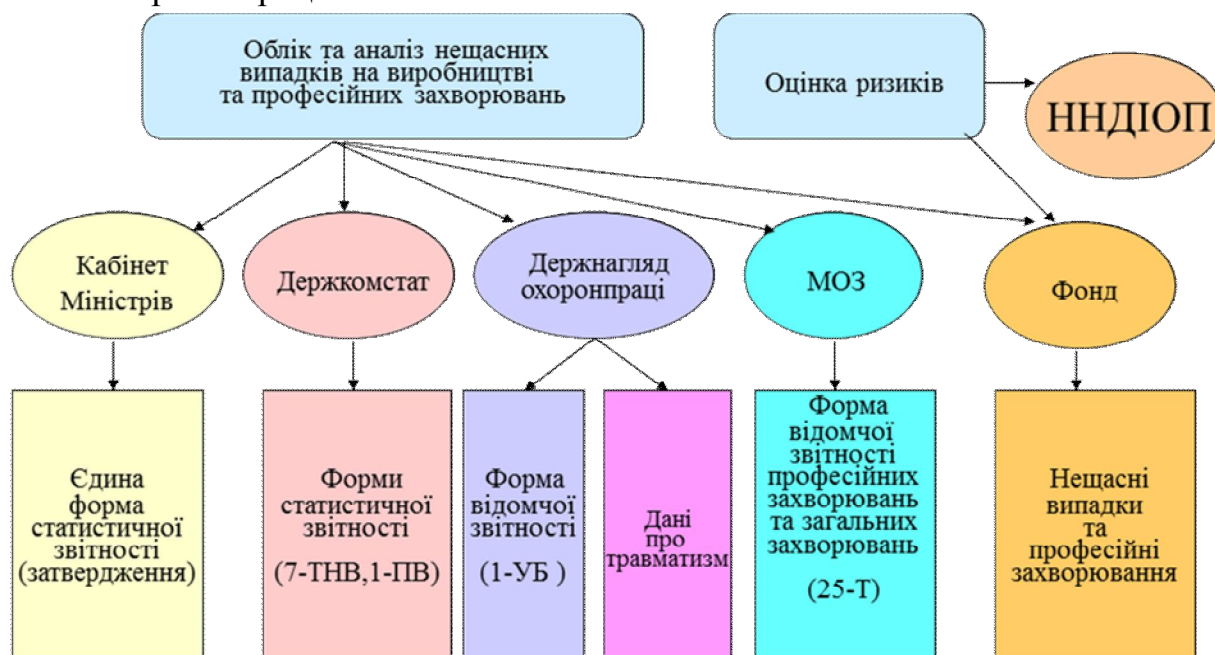 Облік та аналіз нещасних
випадків на виробництві
та професійних захворювань
Оцінка ризиків
ННДІОП
Кабінет
Міністрів
Держкомстат
Держнагляд
охоронпраці
МОЗ
Фонд
Єдина
форма
статистичної
звітності
(затвердження)
Форми
статистичної
звітності
(7-ТНВ,1-ПВ)
Форма
відомчої
звітності
(1-УБ )
Дані
про
травматизм
Форма
відомчої
звітності
професійних
захворювань
та загальних
захворювань
(25-Т)
Нещасні
випадки
та
професійні
захворювання